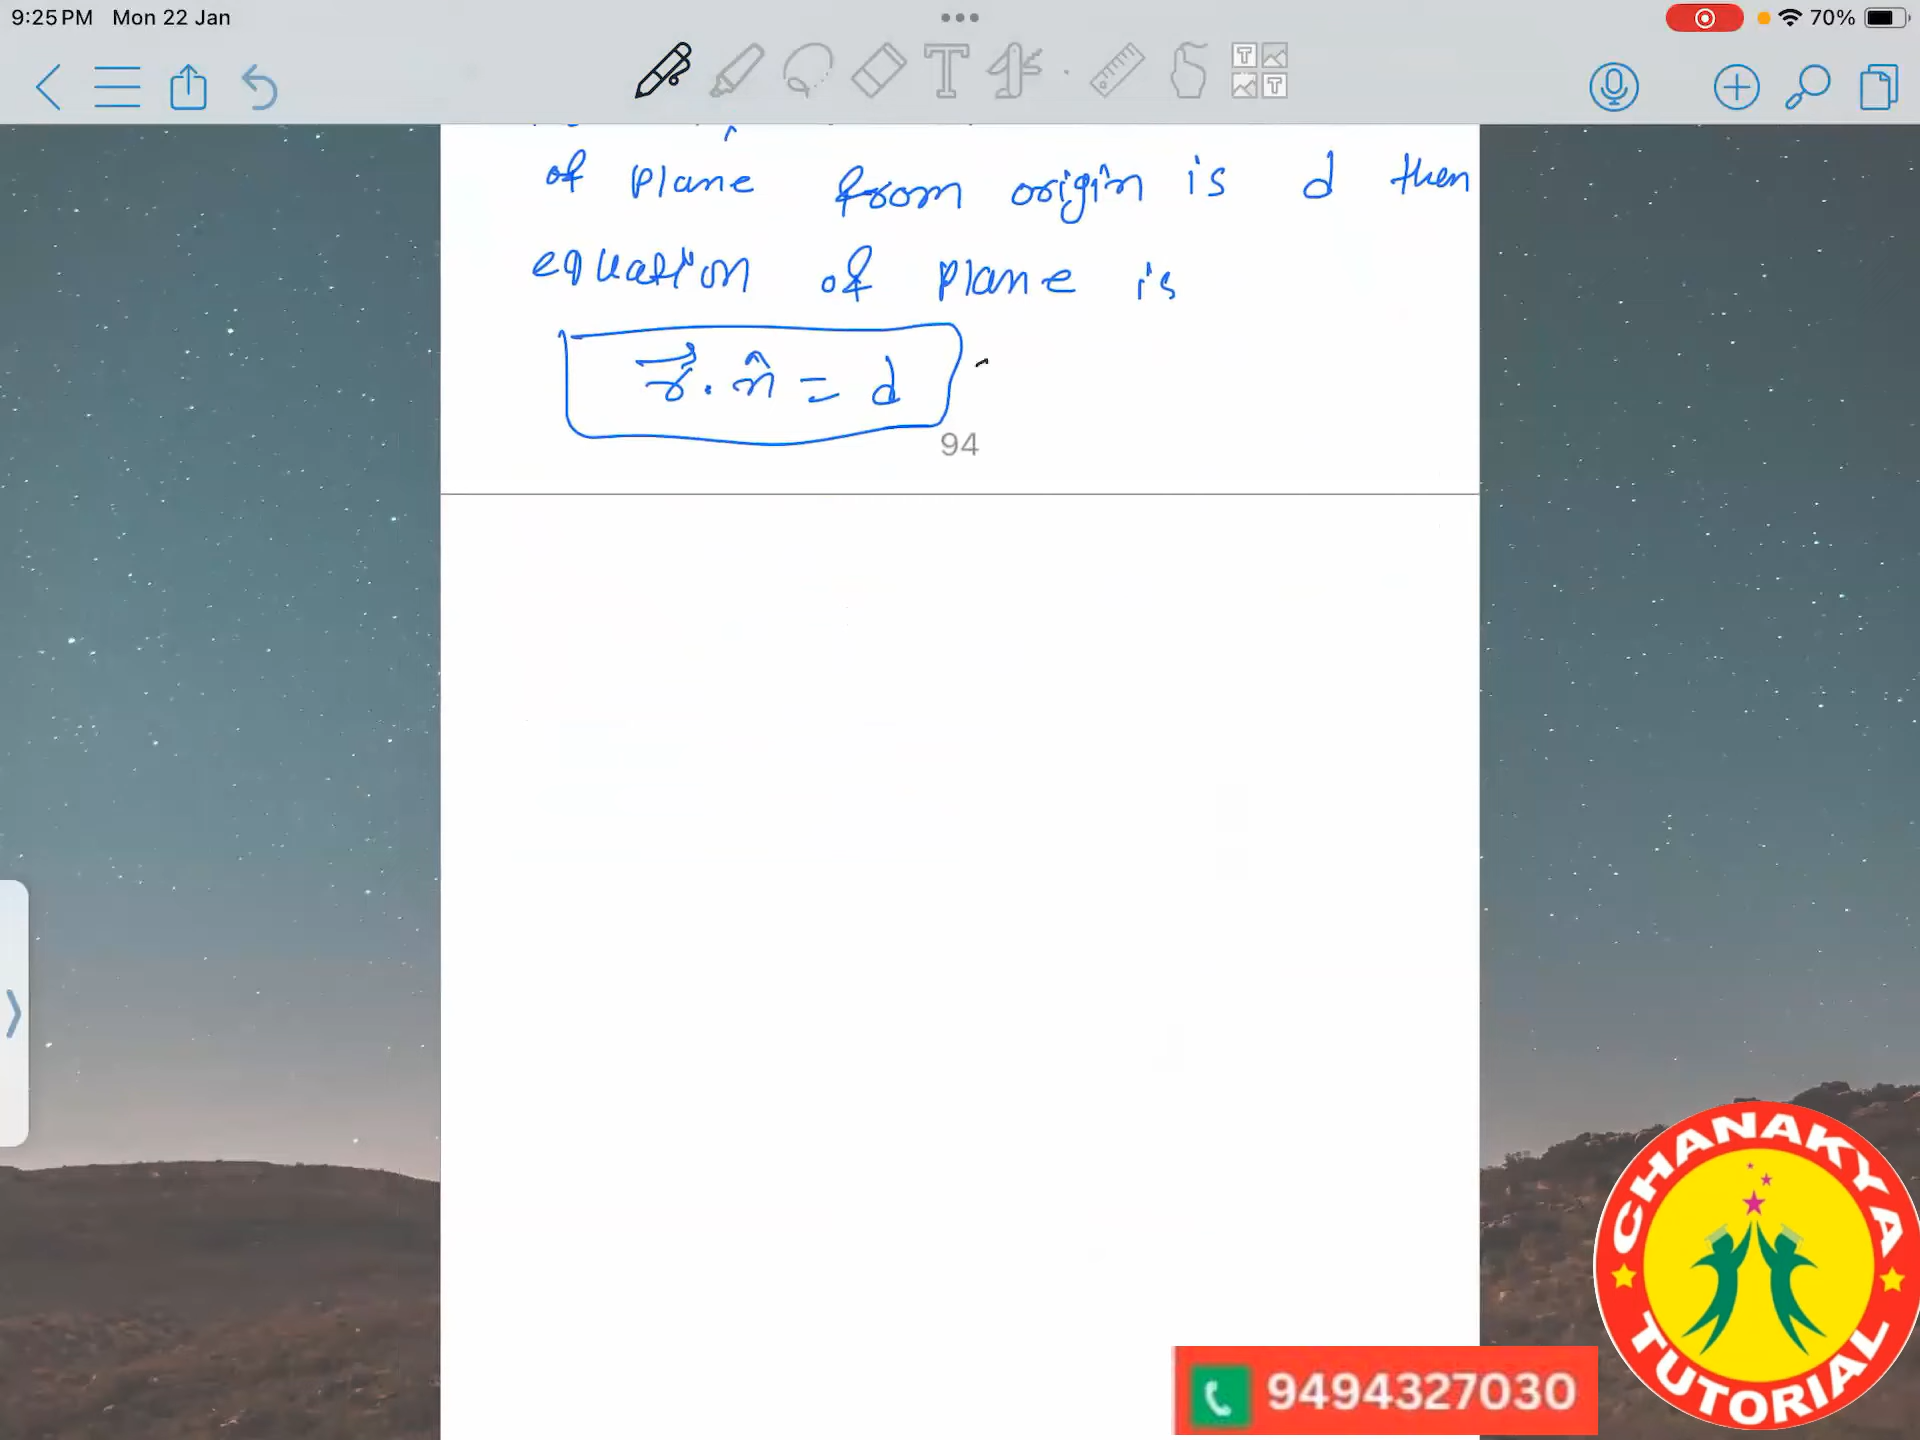 9:25 PM Mon 22 Jan
70%
of plane from origin is d then
equation of plane is
r⃗ . n̂ = d
94
CHANAKYA
TUTORIAL
9494327030